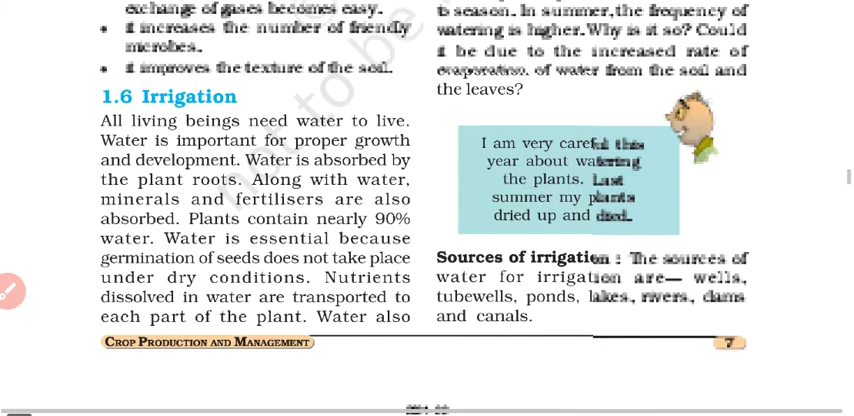 exchange of gases becomes easy.
• it increases the number of friendly
microbes.
• it improves the texture of the soil.
1.6 Irrigation
All living beings need water to live.
Water is important for proper growth
and development. Water is absorbed by
the plant roots. Along with water,
minerals and fertilisers are also
absorbed. Plants contain nearly 90%
water. Water is essential because
germination of seeds does not take place
under dry conditions. Nutrients
dissolved in water are transported to
each part of the plant. Water also
to season. In summer, the frequency of
watering is higher. Why is it so? Could
it be due to the increased rate of
evaporation of water from the soil and
the leaves?
I am very careful this
year about watering
the plants. Last
summer my plants
dried up and died.
Sources of irrigation : The sources of
water for irrigation are— wells,
tubewells, ponds, lakes, rivers, dams
and canals.
CROP PRODUCTION AND MANAGEMENT
7
not to be